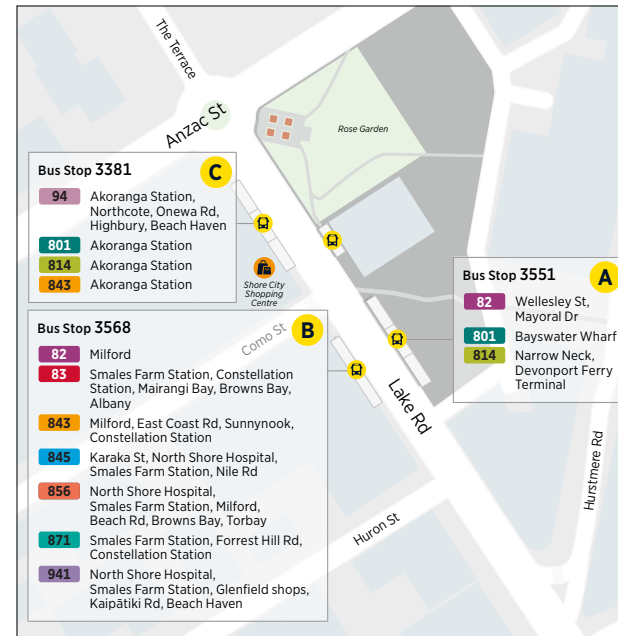 The Terrace
Anzac St
Rose Garden
Bus Stop 3381
C
94 Akoranga Station,
Northcote, Onewa Rd,
Highbury, Beach Haven
801 Akoranga Station
814 Akoranga Station
843 Akoranga Station
Shore City
Shopping
Centre
Bus Stop 3551
A
82 Wellesley St,
Mayoral Dr
801 Bayswater Wharf
814 Narrow Neck,
Devonport Ferry
Terminal
Como St
Bus Stop 3568
B
82 Milford
83 Smales Farm Station, Constellation
Station, Mairangi Bay, Browns Bay,
Albany
843 Milford, East Coast Rd, Sunnynook,
Constellation Station
845 Karaka St, North Shore Hospital,
Smales Farm Station, Nile Rd
856 North Shore Hospital,
Smales Farm Station, Milford,
Beach Rd, Browns Bay, Torbay
871 Smales Farm Station, Forrest Hill Rd,
Constellation Station
941 North Shore Hospital,
Smales Farm Station, Glenfield shops,
Kaipātiki Rd, Beach Haven
Lake Rd
Huron St
Hurstmere Rd